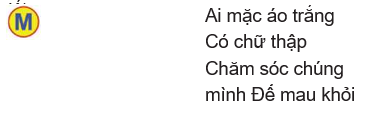 M
Ai mặc áo trắng
Có chữ thập
Chăm sóc chúng
mình Để mau khỏi